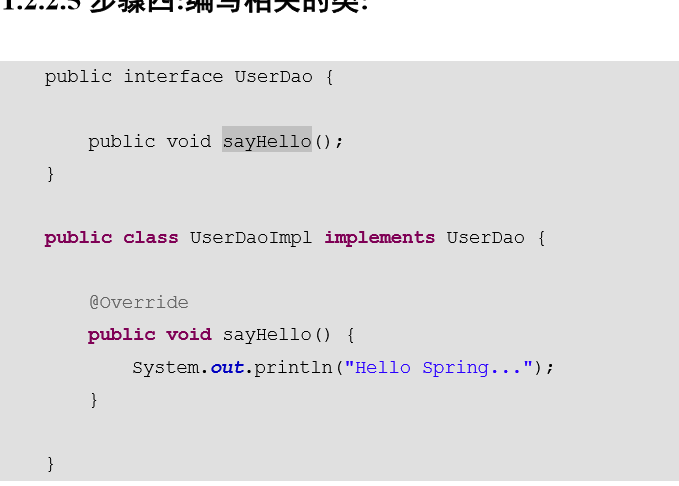 1.2.2.5 步骤四:编写相关的类:
public interface UserDao {
public void sayHello();
}
public class UserDaoImpl implements UserDao {
@Override
public void sayHello() {
System.out.println("Hello Spring...");
}
}